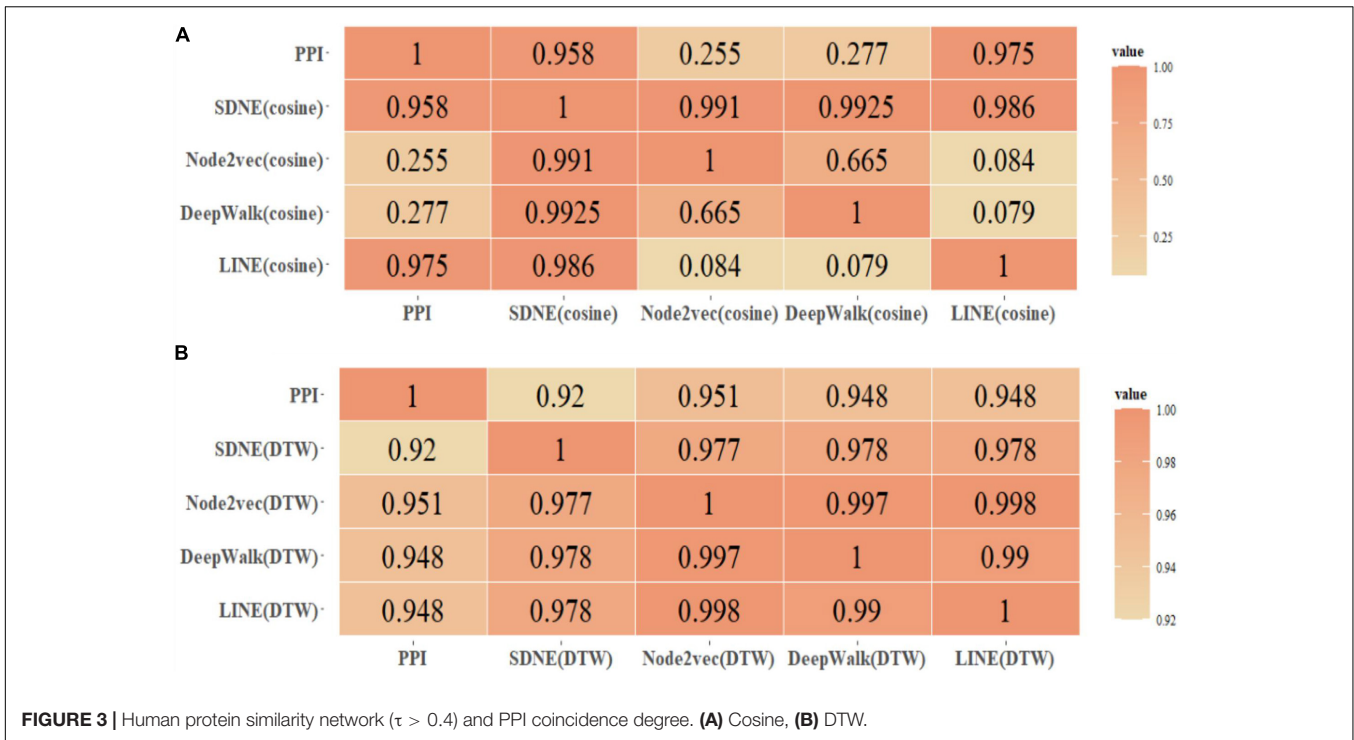 A
PPI
1 0.958 0.255 0.277 0.975
SDNE(cosine)
0.958 1 0.991 0.9925 0.986
Node2vec(cosine)
0.255 0.991 1 0.665 0.084
DeepWalk(cosine)
0.277 0.9925 0.665 1 0.079
LINE(cosine)
0.975 0.986 0.084 0.079 1
PPI SDNE(cosine) Node2vec(cosine) DeepWalk(cosine) LINE(cosine)
value
1.00
0.75
0.50
0.25
B
PPI
1 0.92 0.951 0.948 0.948
SDNE(DTW)
0.92 1 0.977 0.978 0.978
Node2vec(DTW)
0.951 0.977 1 0.997 0.998
DeepWalk(DTW)
0.948 0.978 0.997 1 0.99
LINE(DTW)
0.948 0.978 0.998 0.99 1
PPI SDNE(DTW) Node2vec(DTW) DeepWalk(DTW) LINE(DTW)
value
1.00
0.98
0.96
0.94
0.92
FIGURE 3 | Human protein similarity network (τ > 0.4) and PPI coincidence degree. (A) Cosine, (B) DTW.